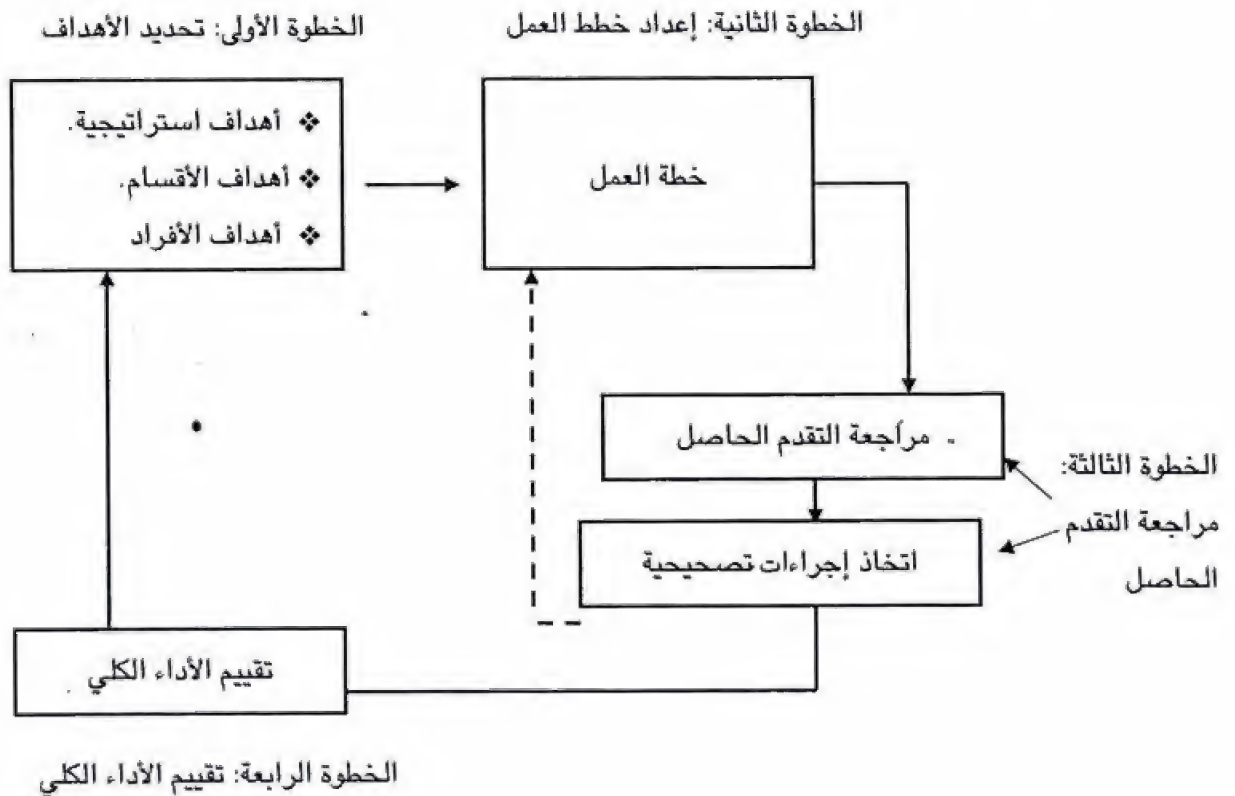 الخطوة الأولى: تحديد الأهداف
❖ أهداف استراتيجية.
❖ أهداف الأقسام.
❖ أهداف الأفراد
الخطوة الثانية: إعداد خطط العمل
خطة العمل
مراجعة التقدم الحاصل
اتخاذ إجراءات تصحيحية
الخطوة الثالثة:
مراجعة التقدم
الحاصل
تقييم الأداء الكلي
الخطوة الرابعة: تقييم الأداء الكلي